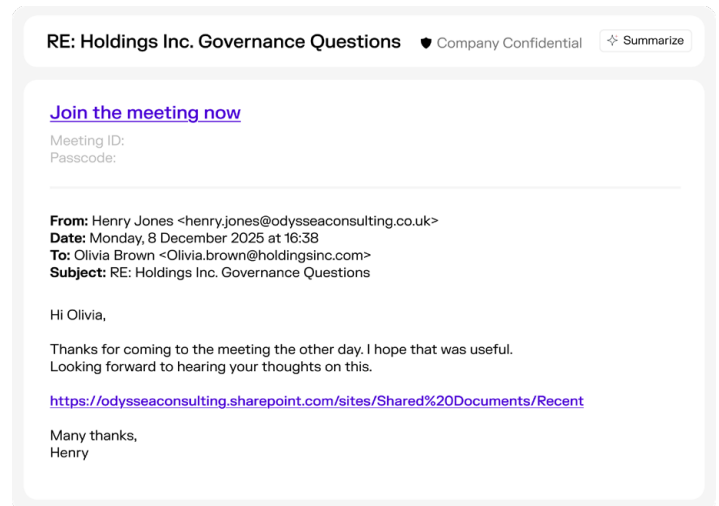 RE: Holdings Inc. Governance Questions Company Confidential Summarize
Join the meeting now
Meeting ID:
Passcode:
From: Henry Jones <henry.jones@odysseaconsulting.co.uk>
Date: Monday, 8 December 2025 at 16:38
To: Olivia Brown <Olivia.brown@holdingsinc.com>
Subject: RE: Holdings Inc. Governance Questions
Hi Olivia,
Thanks for coming to the meeting the other day. I hope that was useful.
Looking forward to hearing your thoughts on this.
https://odysseaconsulting.sharepoint.com/sites/Shared%20Documents/Recent
Many thanks,
Henry